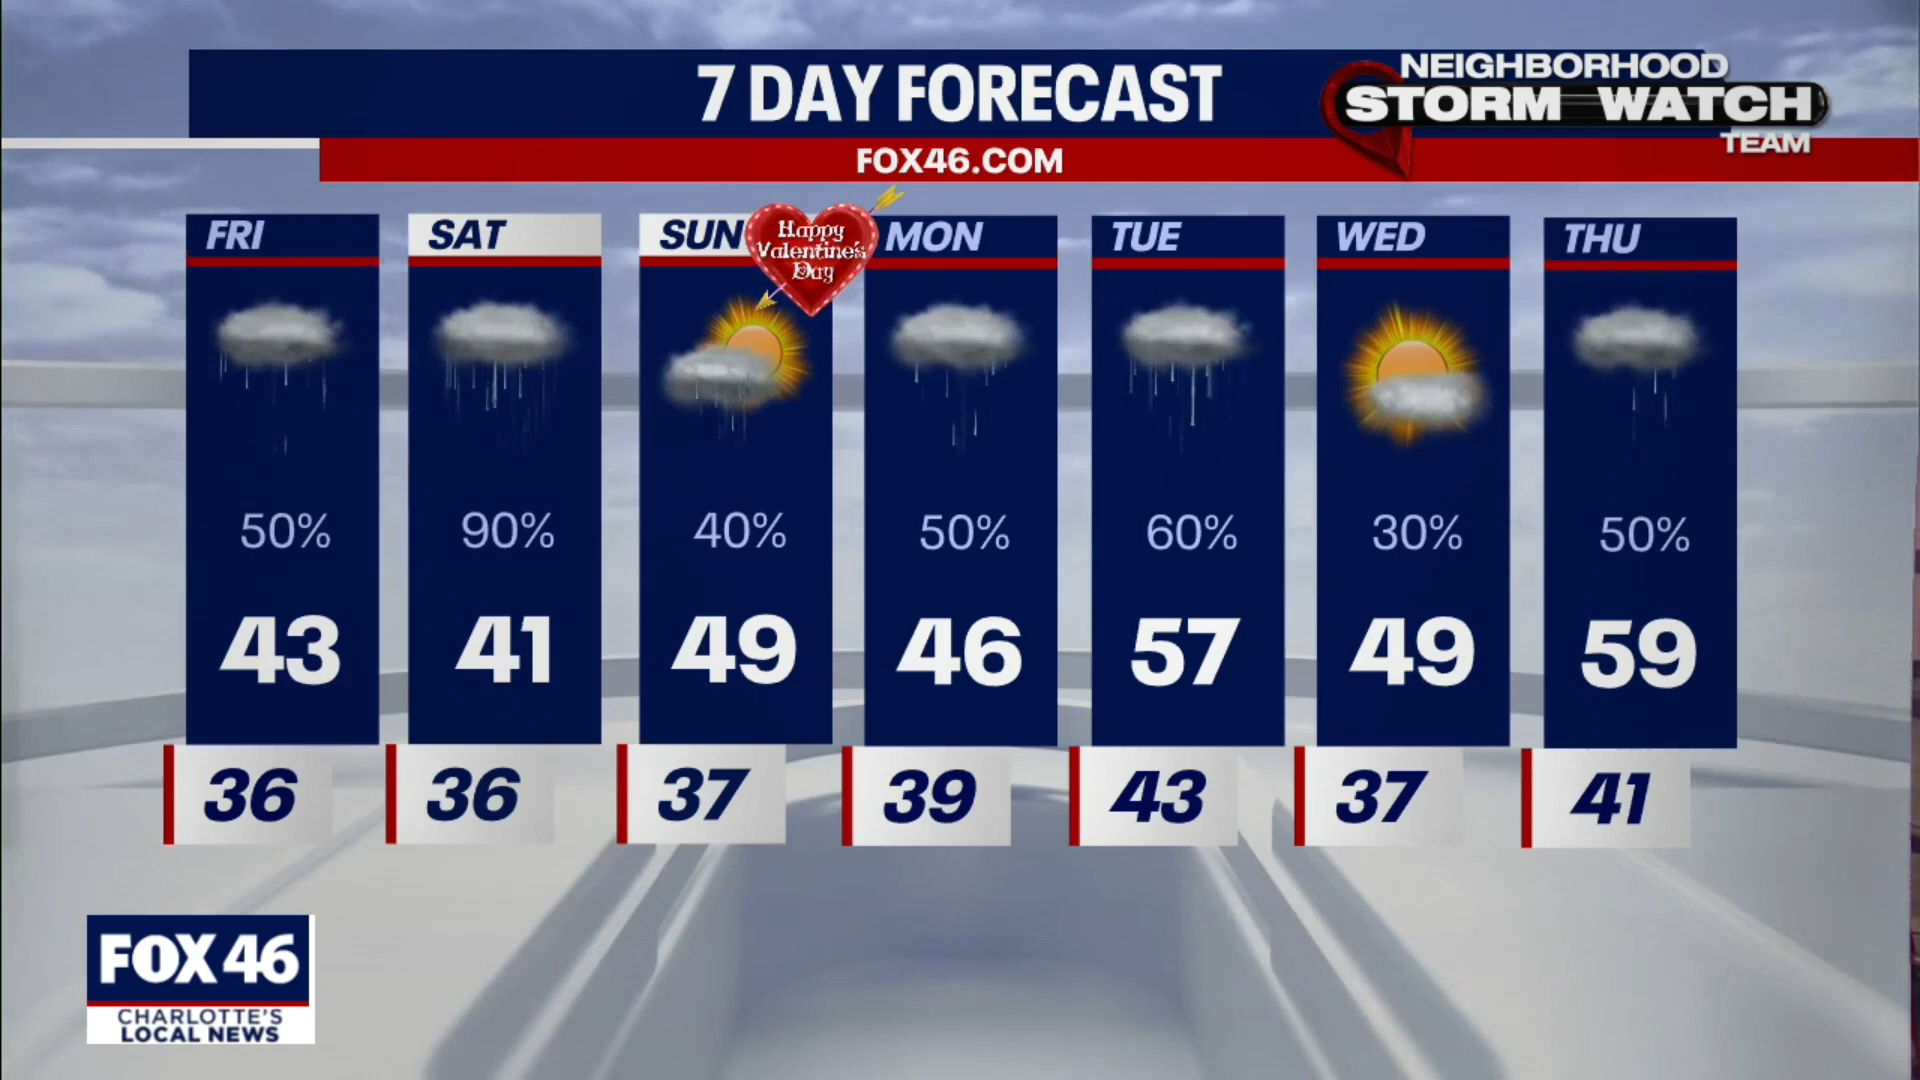 7 DAY FORECAST
NEIGHBORHOOD
STORM WATCH
TEAM
FOX46.COM
FRI
SAT
SUN
Happy
Valentine's
Day
MON
TUE
WED
THU
50%
90%
40%
50%
60%
30%
50%
43
41
49
46
57
49
59
36
36
37
39
43
37
41
FOX 46
CHARLOTTE'S
LOCAL NEWS